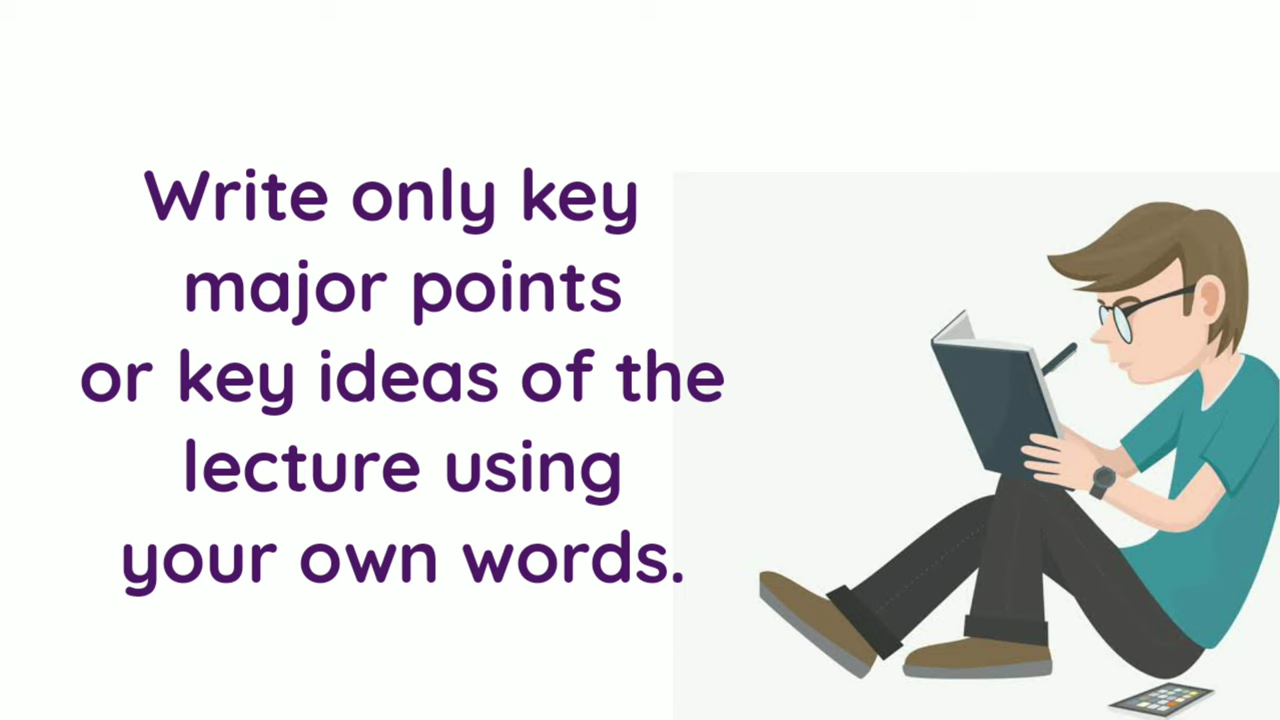 Write only key
major points
or key ideas of the
lecture using
your own words.